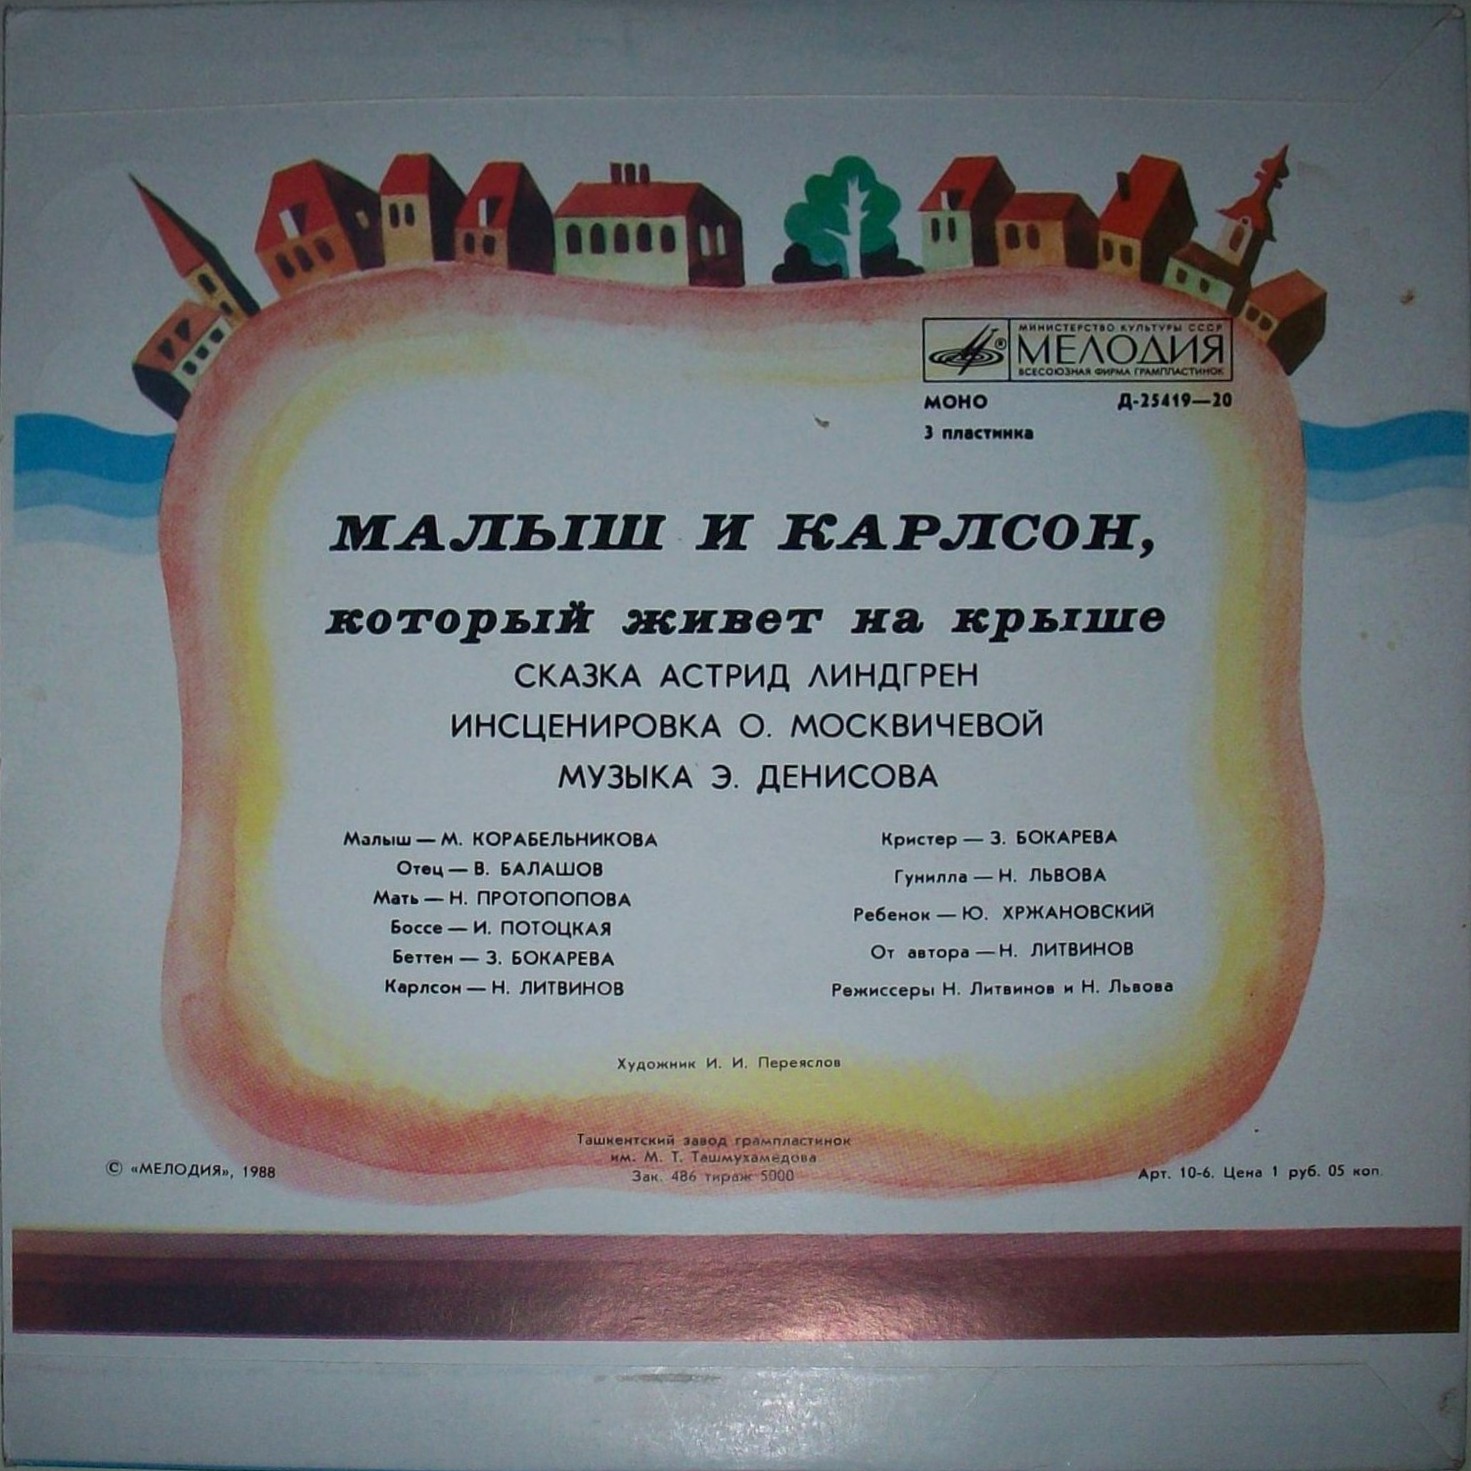 МИНИСТЕРСТВО КУЛЬТУРЫ СССР
МЕЛОДИЯ
ВСЕСОЮЗНАЯ ФИРМА ГРАМПЛАСТИНОК
МОНО Д-25419—20
3 пластинка
МАЛЫШ И КАРЛСОН,
который живет на крыше
СКАЗКА АСТРИД ЛИНДГРЕН
ИНСЦЕНИРОВКА О. МОСКВИЧЕВОЙ
МУЗЫКА Э. ДЕНИСОВА
Малыш — М. КОРАБЕЛЬНИКОВА
Отец — В. БАЛАШОВ
Мать — Н. ПРОТОПОПОВА
Боссе — И. ПОТОЦКАЯ
Беттен — З. БОКАРЕВА
Карлсон — Н. ЛИТВИНОВ
Кристер — З. БОКАРЕВА
Гунилла — Н. ЛЬВОВА
Ребенок — Ю. ХРЖАНОВСКИЙ
От автора — Н. ЛИТВИНОВ
Режиссеры Н. Литвинов и Н. Львова
Художник И. И. Переяслов
Ташкентский завод грампластинок
им. М. Т. Ташмухамедова
Зак. 486 тираж 5000
© «МЕЛОДИЯ», 1988
Арт. 10-6. Цена 1 руб. 05 коп.